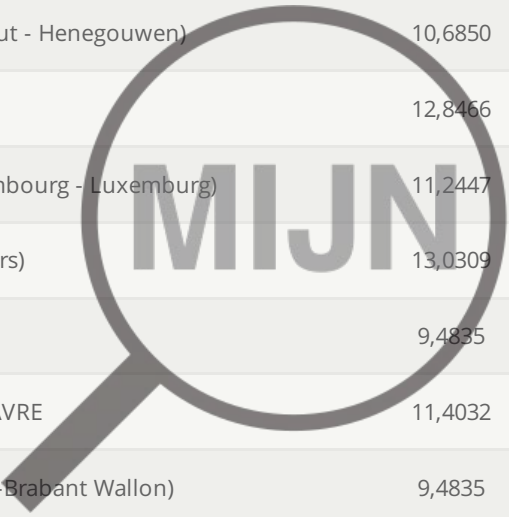 ut - Henegouwen) 10,6850
12,8466
mbourg - Luxemburg) 11,2447
MIJN
rs) 13,0309
9,4835
AVRE 11,4032
-Brabant Wallon) 9,4835